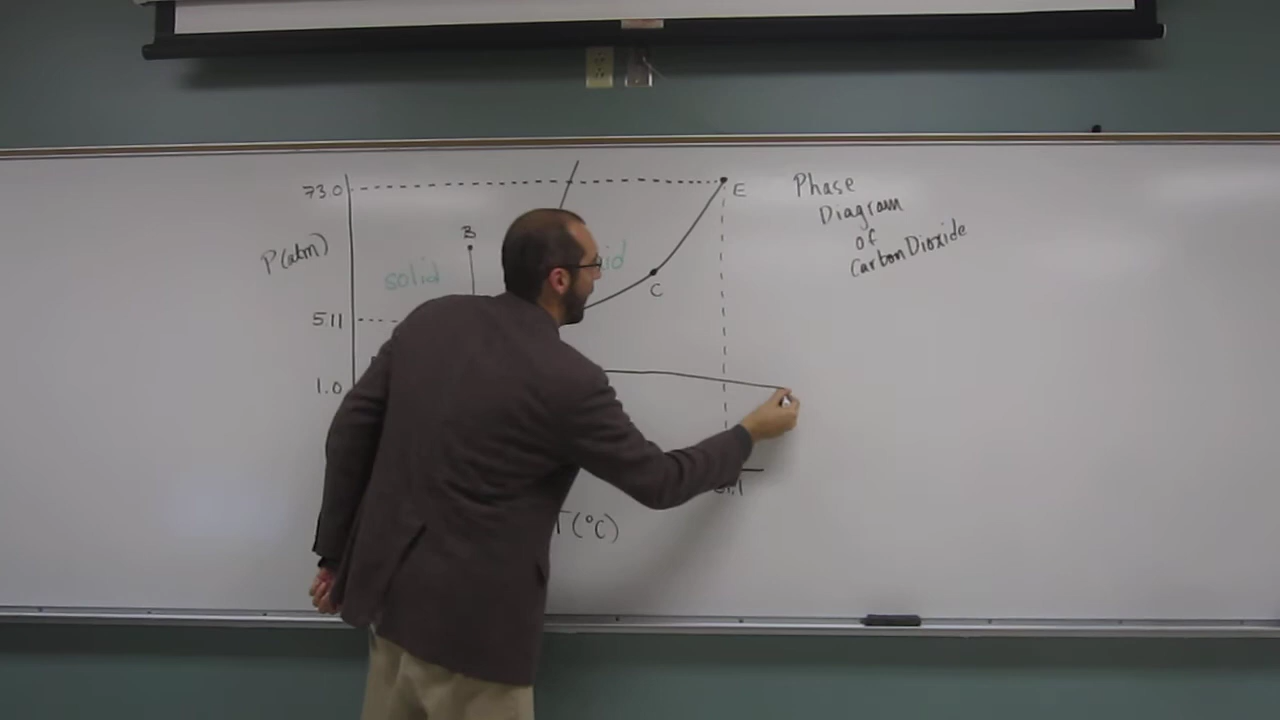 73.0
E
Phase
Diagram
of
Carbon Dioxide
B
P(atm)
solid
C
5.11
1.0
T(°C)